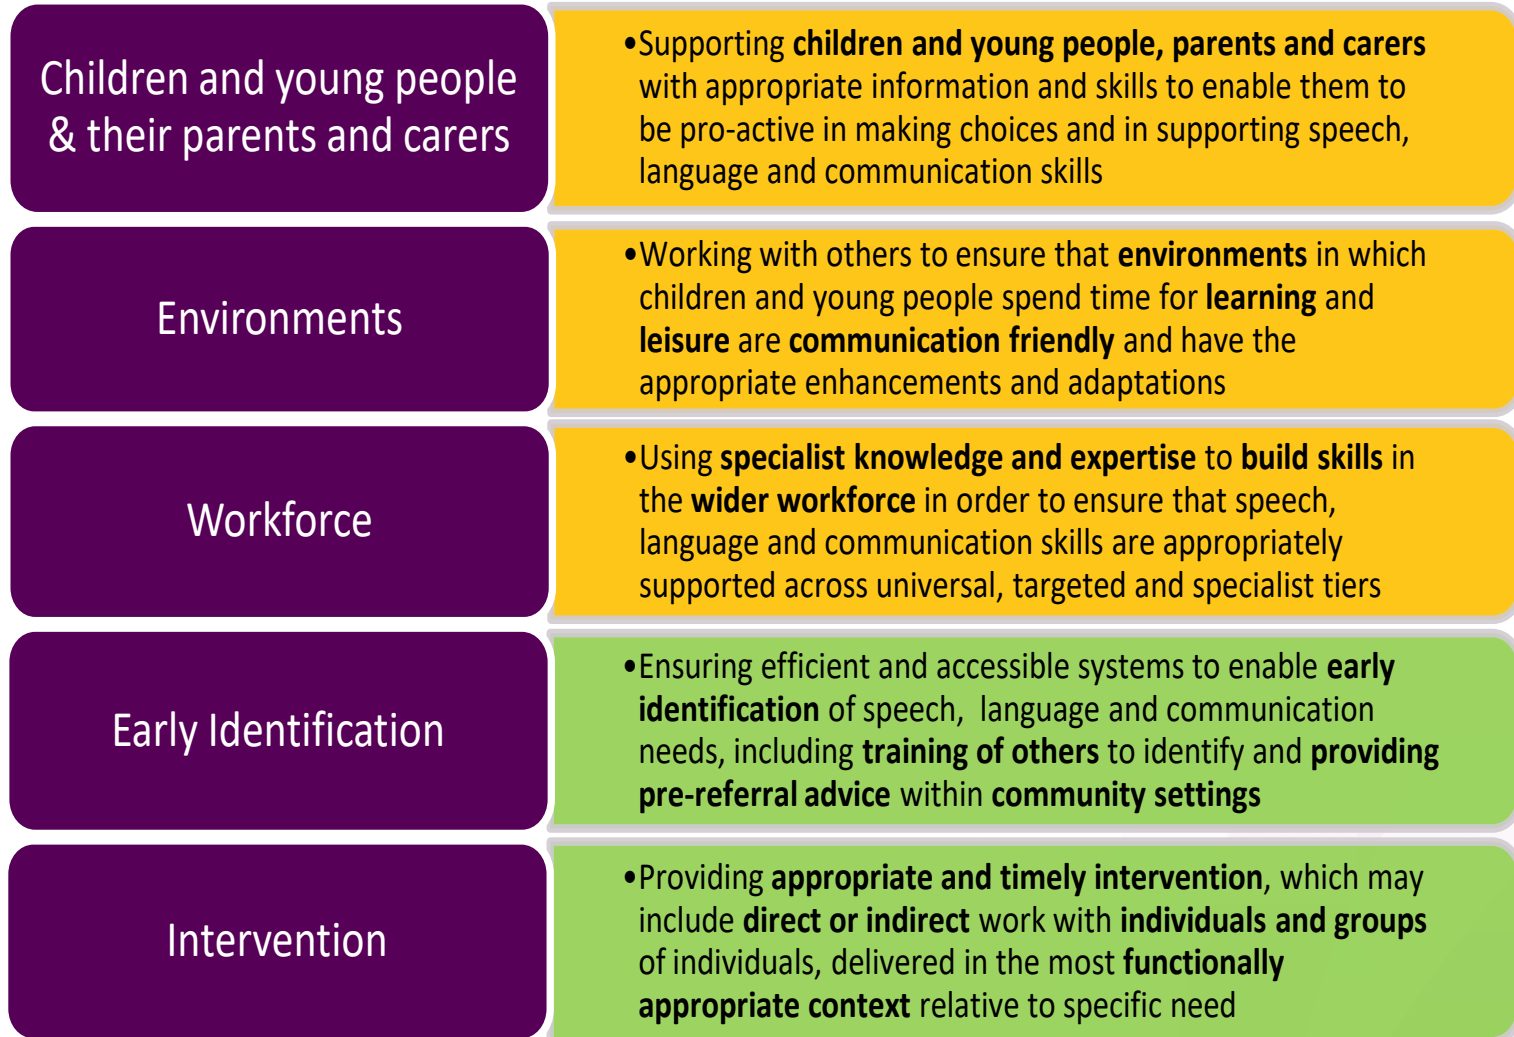 Children and young people
& their parents and carers
•Supporting children and young people, parents and carers
with appropriate information and skills to enable them to
be pro-active in making choices and in supporting speech,
language and communication skills
Environments
•Working with others to ensure that environments in which
children and young people spend time for learning and
leisure are communication friendly and have the
appropriate enhancements and adaptations
Workforce
•Using specialist knowledge and expertise to build skills in
the wider workforce in order to ensure that speech,
language and communication skills are appropriately
supported across universal, targeted and specialist tiers
Early Identification
•Ensuring efficient and accessible systems to enable early
identification of speech, language and communication
needs, including training of others to identify and providing
pre-referral advice within community settings
Intervention
•Providing appropriate and timely intervention, which may
include direct or indirect work with individuals and groups
of individuals, delivered in the most functionally
appropriate context relative to specific need